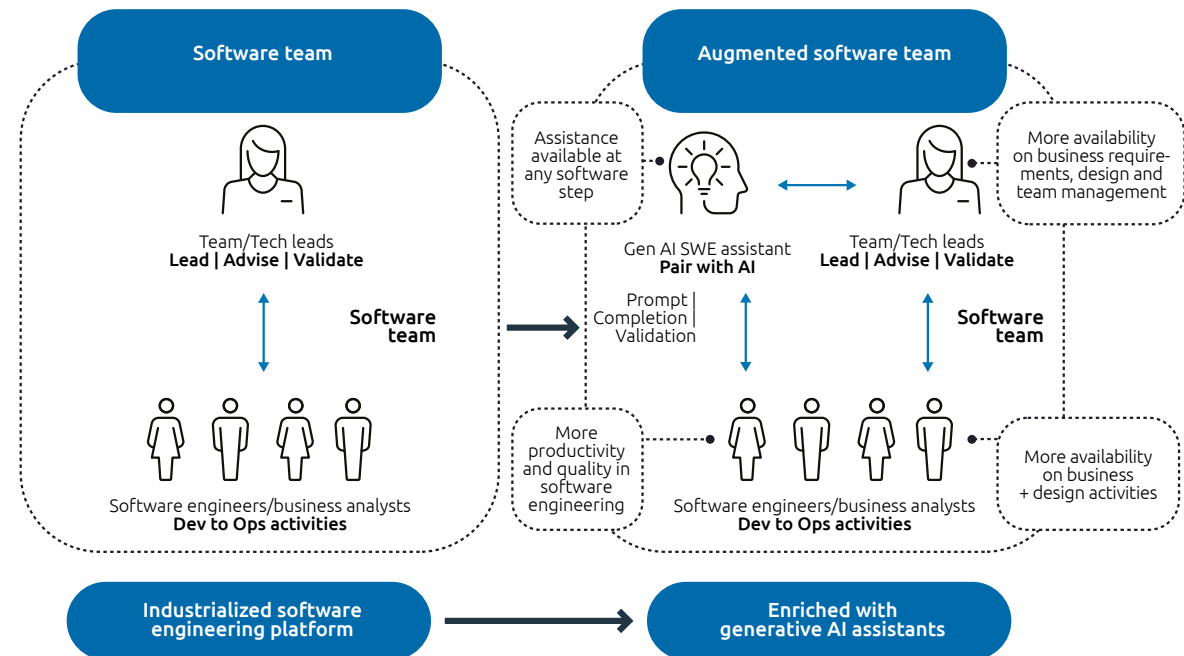 Software team
Team/Tech leads
Lead | Advise | Validate
Software
team
Software engineers/business analysts
Dev to Ops activities
Industrialized software
engineering platform
Augmented software team
Assistance
available at
any software
step
Gen AI SWE assistant
Pair with AI
Team/Tech leads
Lead | Advise | Validate
More availability
on business require-
ments, design and
team management
Prompt |
Completion |
Validation
Software
team
More
productivity
and quality in
software
engineering
Software engineers/business analysts
Dev to Ops activities
More availability
on business
+ design activities
Enriched with
generative AI assistants